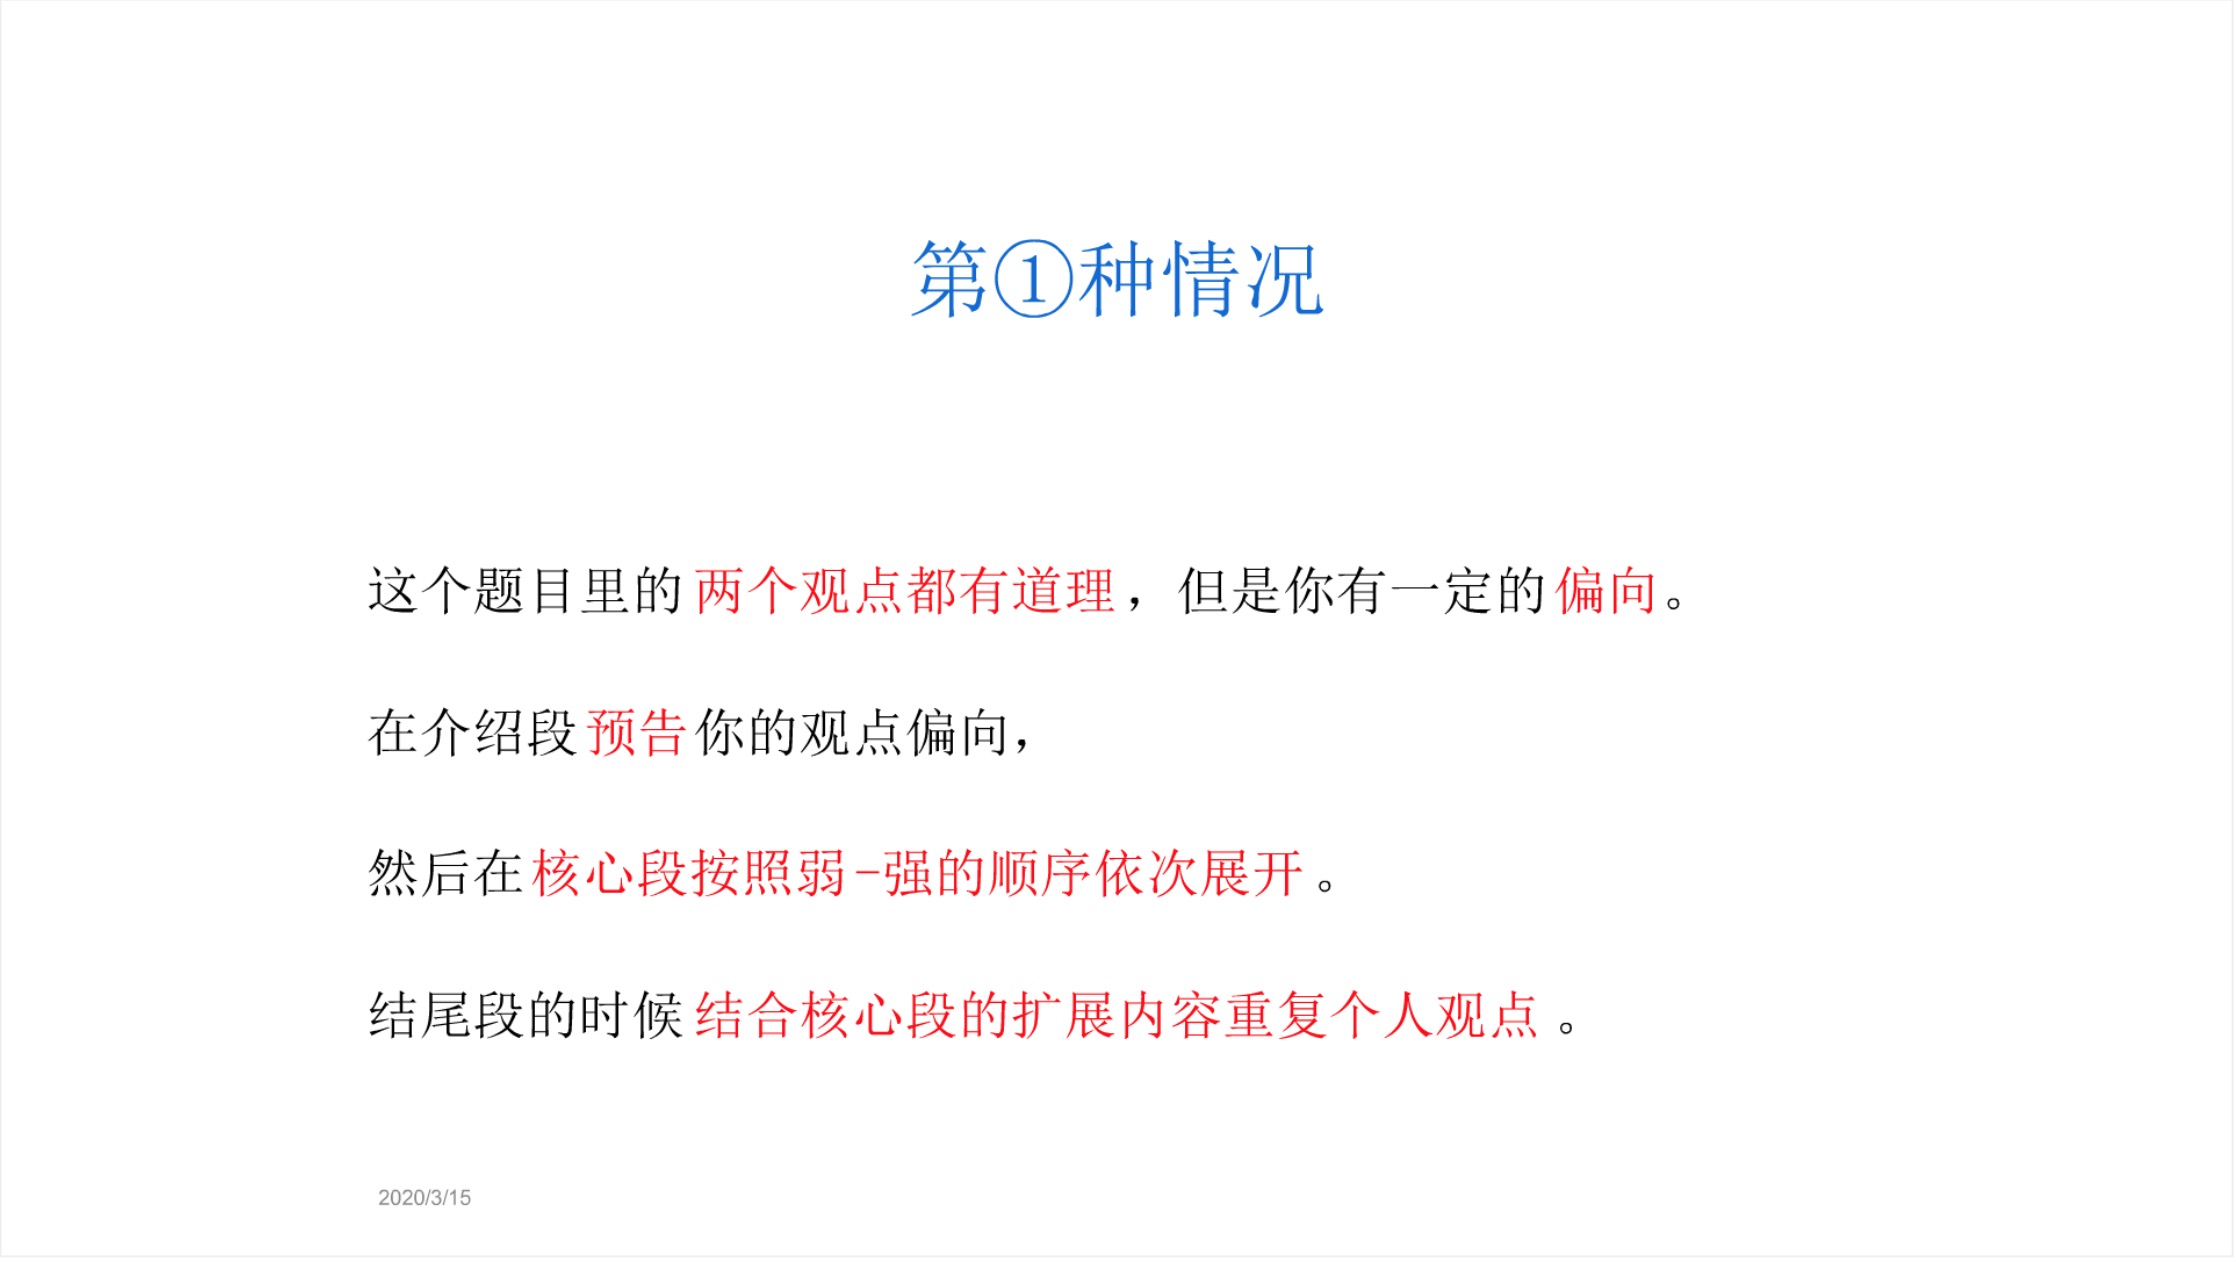 第①种情况
这个题目里的两个观点都有道理，但是你有一定的偏向。
在介绍段预告你的观点偏向，
然后在核心段按照弱-强的顺序依次展开。
结尾段的时候结合核心段的扩展内容重复个人观点。
2020/3/15